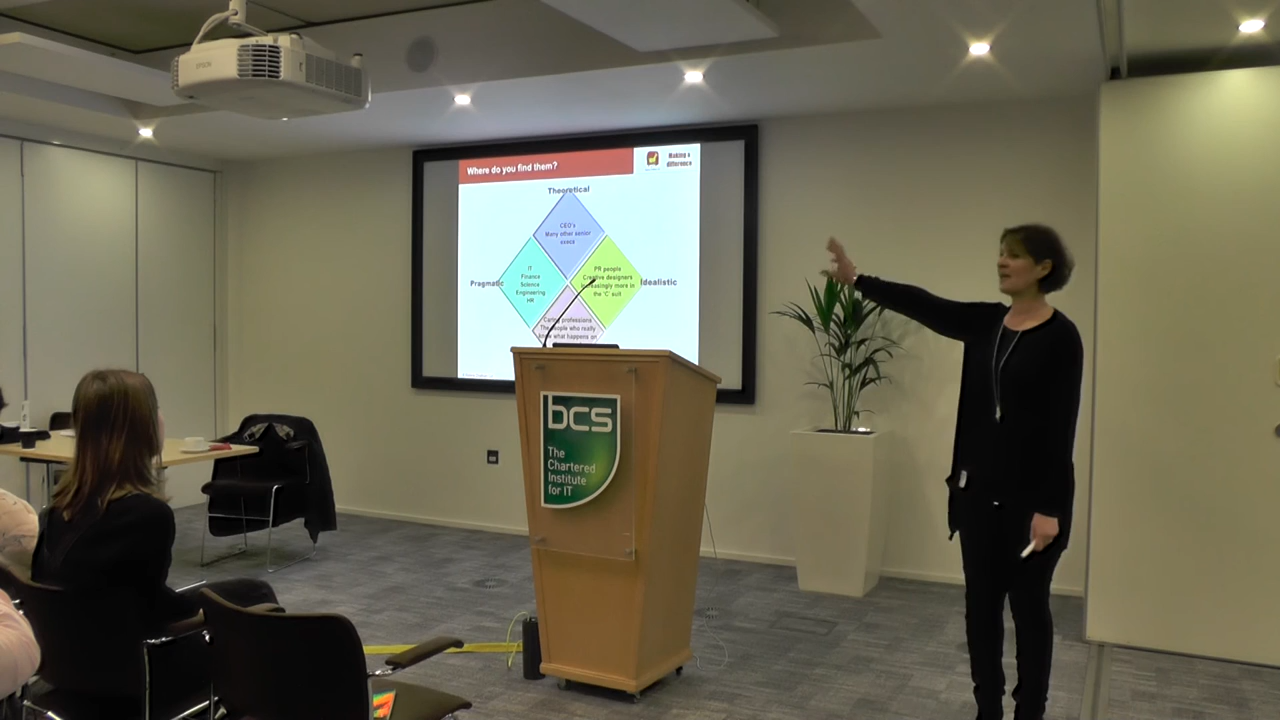 EPSON
Where do you find them?
Making a
difference
Theoretical
CEO's
Many other senior
execs
Pragmatic
IT
Finance
Science
Engineering
HR
PR people
Creative designers
Increasingly more in
the 'C' suit
Idealistic
Caring professions
The people who really
know what happens on
bcs
The
Chartered
Institute
for IT